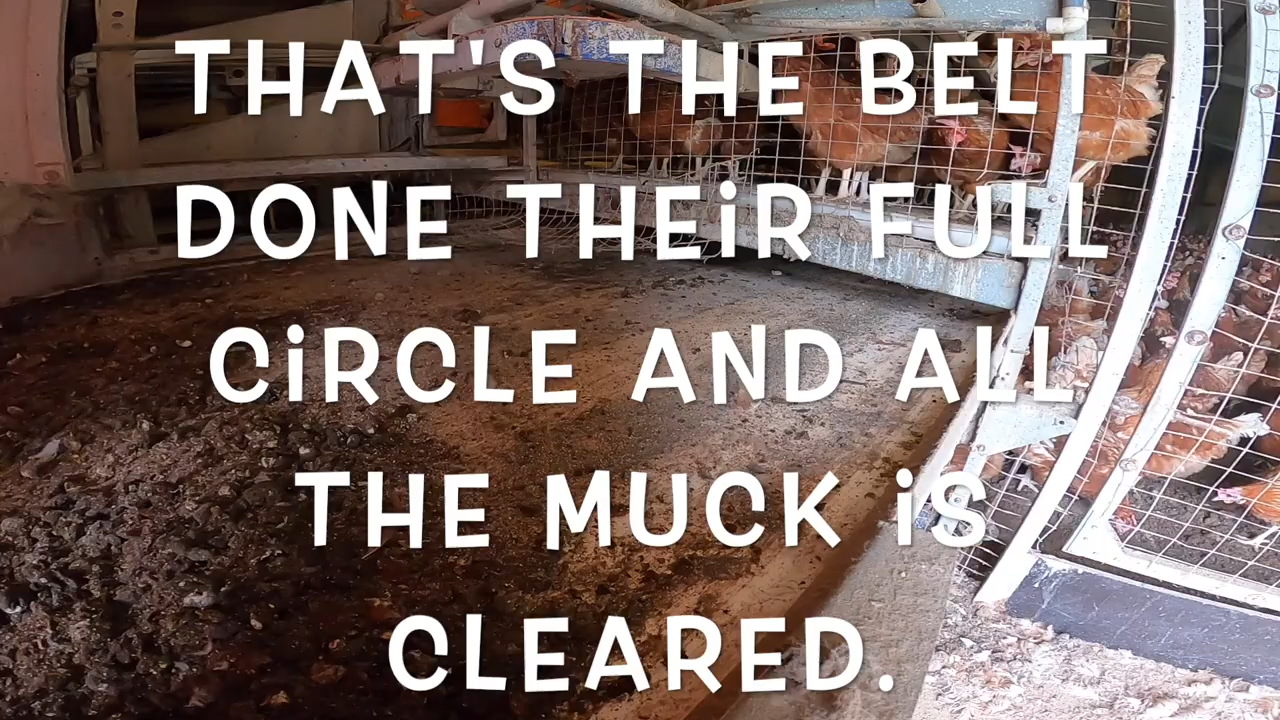 THAT'S THE BELT
DONE THEiR FULL
CiRCLE AND ALL
THE MUCK iS
CLEARED.